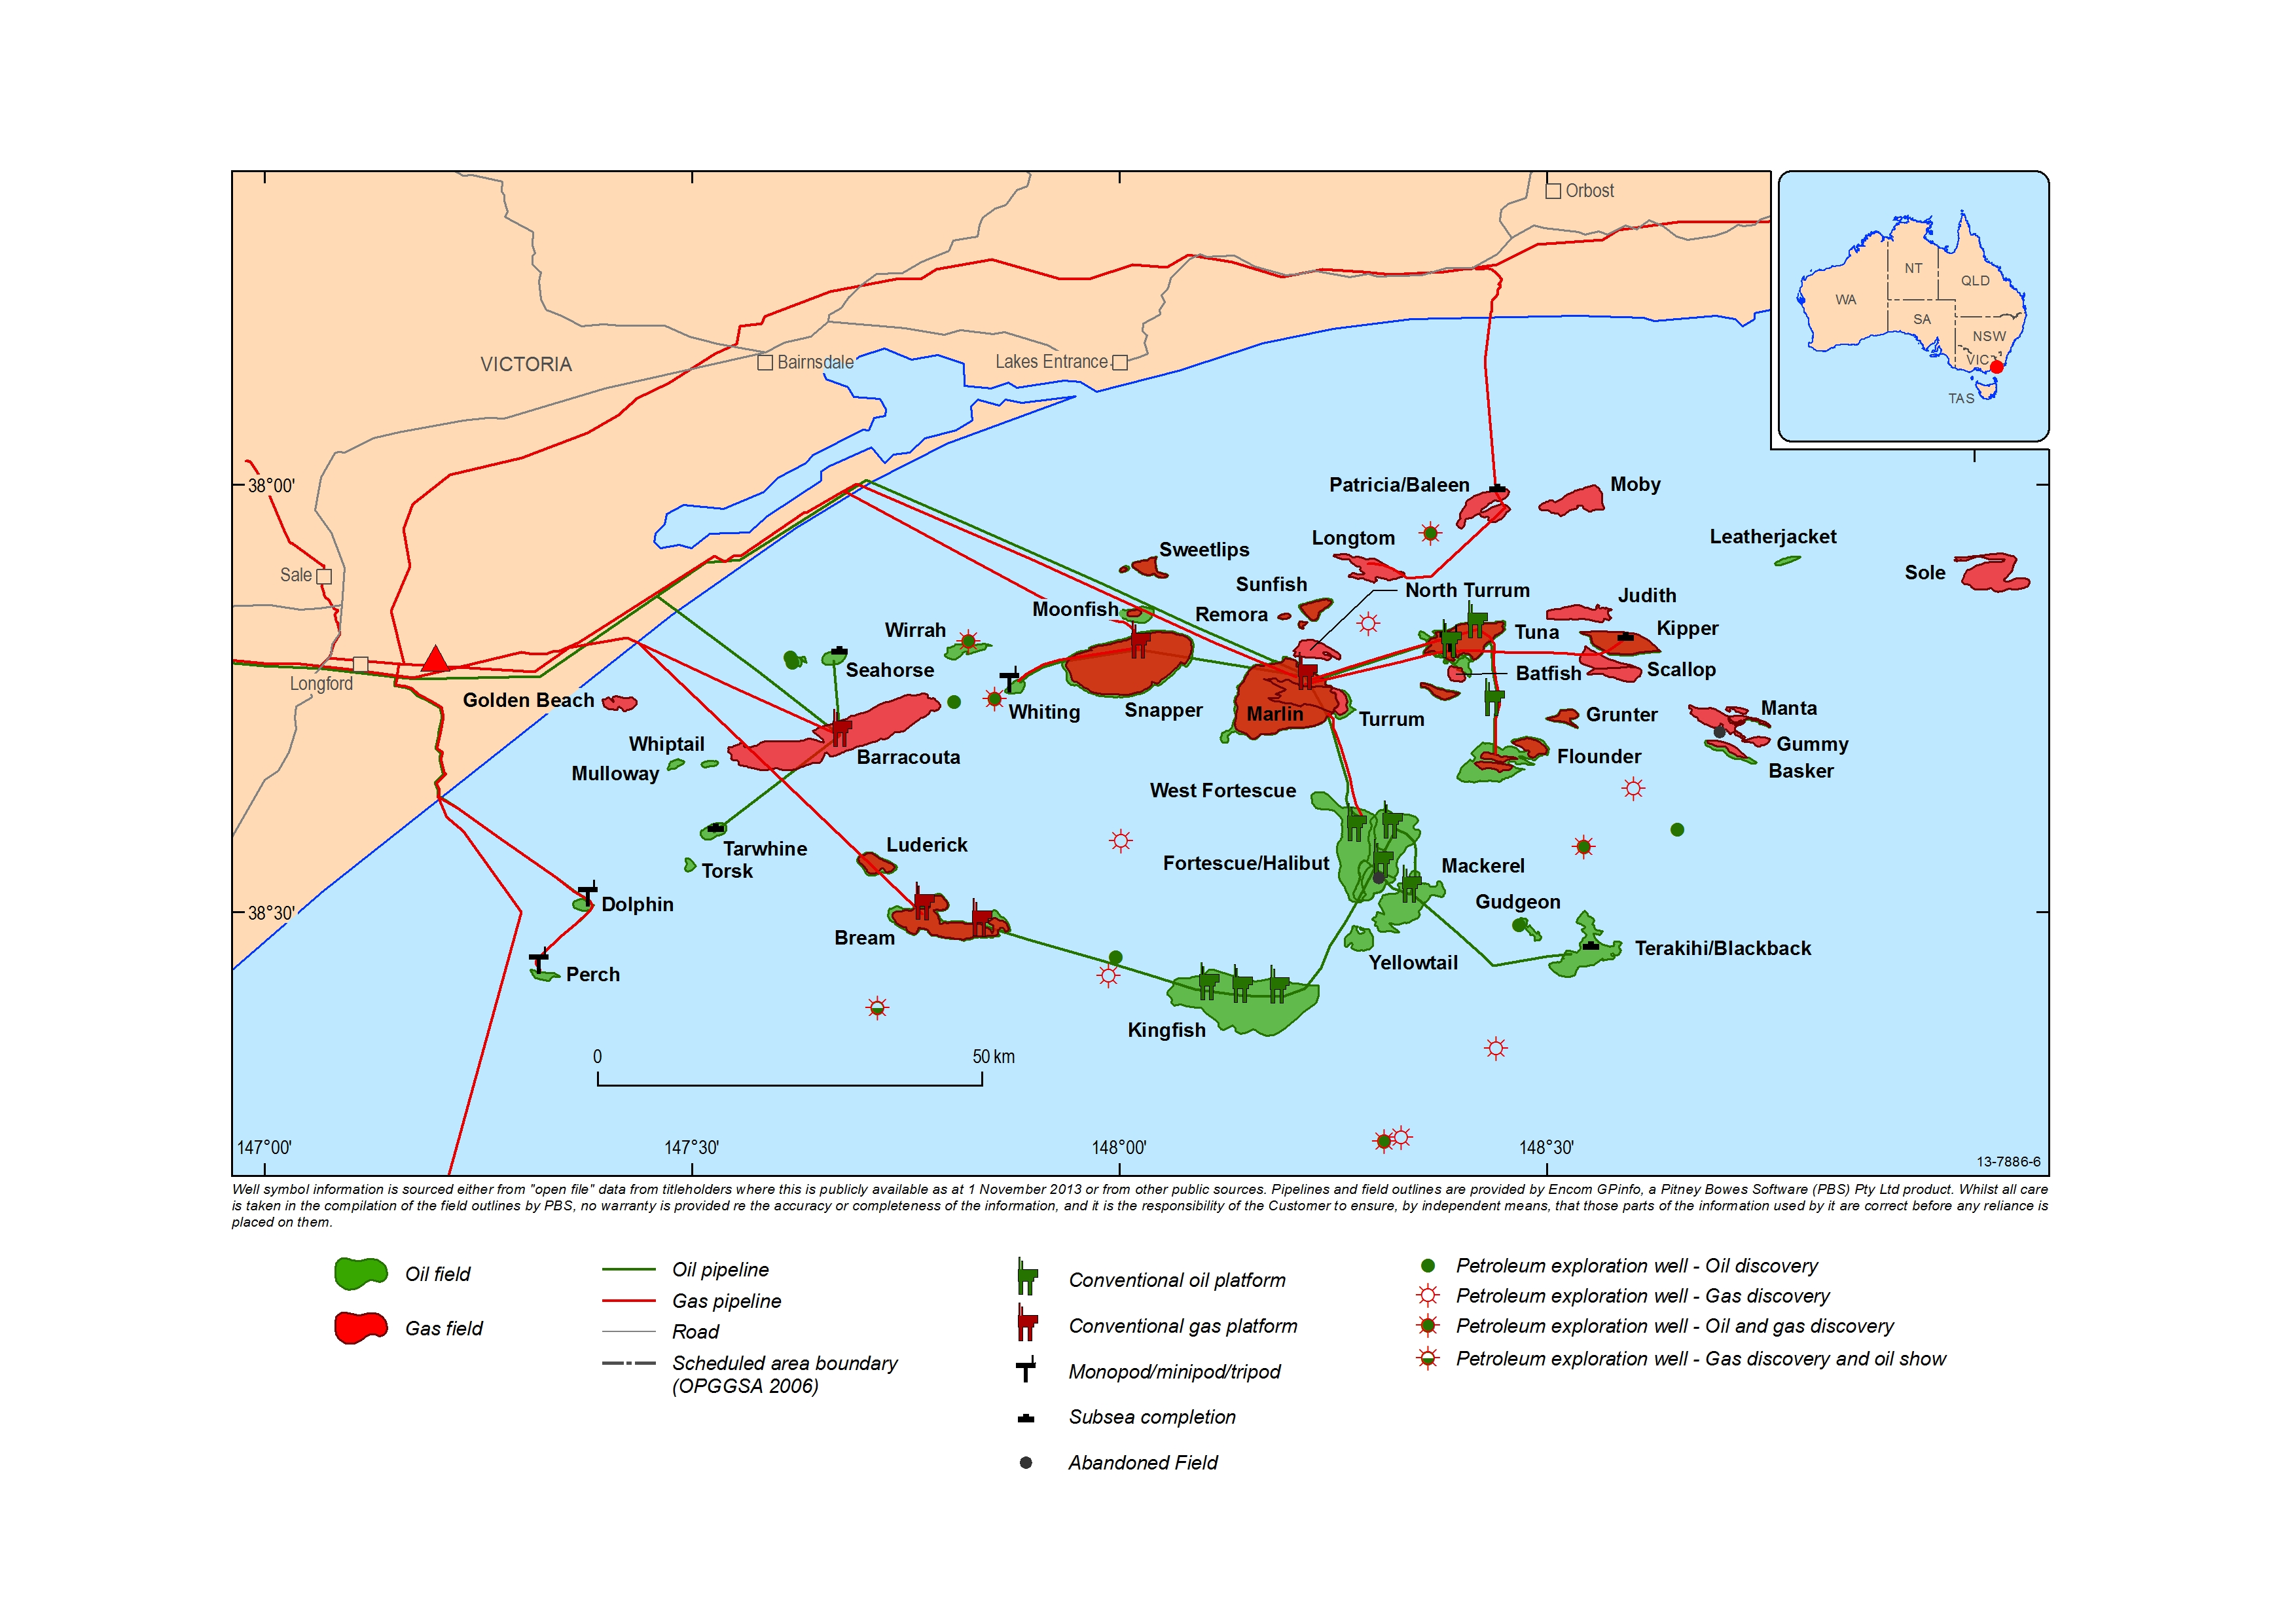 Orbost
NT
QLD
WA
SA
NSW
VIC
TAS
VICTORIA
Bairnsdale
Lakes Entrance
38°00'
Patricia/Baleen
Moby
Longtom
Leatherjacket
Sweetlips
Sale
Sole
Sunfish
North Turrum
Judith
Moonfish
Remora
Wirrah
Tuna
Kipper
Seahorse
Batfish
Scallop
Longford
Golden Beach
Whiting
Snapper
Marlin
Turrum
Grunter
Manta
Whiptail
Gummy
Barracouta
Flounder
Mulloway
Basker
West Fortescue
Tarwhine
Luderick
Torsk
Fortescue/Halibut
Mackerel
Dolphin
Gudgeon
38°30'
Bream
Terakihi/Blackback
Yellowtail
Perch
Kingfish
0
50 km
147°00'
147°30'
148°00'
148°30'
13-7886-6
Well symbol information is sourced either from "open file" data from titleholders where this is publicly available as at 1 November 2013 or from other public sources. Pipelines and field outlines are provided by Encom GPinfo, a Pitney Bowes Software (PBS) Pty Ltd product. Whilst all care
is taken in the compilation of the field outlines by PBS, no warranty is provided re the accuracy or completeness of the information, and it is the responsibility of the Customer to ensure, by independent means, that those parts of the information used by it are correct before any reliance is
placed on them.
Oil field
Gas field
Oil pipeline
Gas pipeline
Road
Scheduled area boundary
(OPGGSA 2006)
Conventional oil platform
Conventional gas platform
Monopod/minipod/tripod
Subsea completion
Abandoned Field
Petroleum exploration well - Oil discovery
Petroleum exploration well - Gas discovery
Petroleum exploration well - Oil and gas discovery
Petroleum exploration well - Gas discovery and oil show